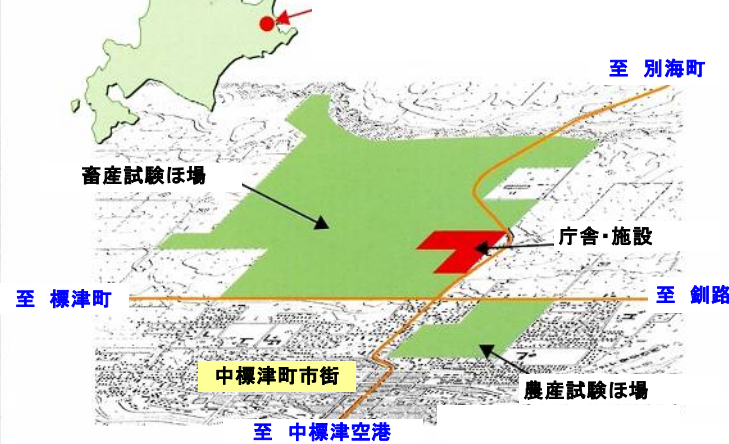 至 別海町
畜産試験ほ場
庁舎・施設
至 標津町
至 釧路
中標津町市街
農産試験ほ場
至 中標津空港